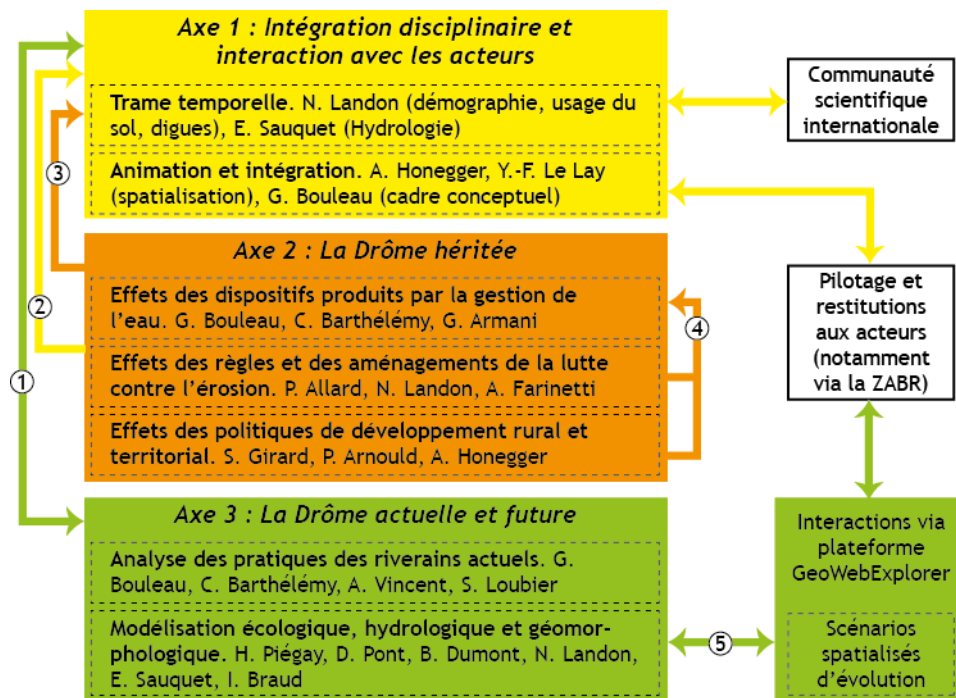 Axe 1 : Intégration disciplinaire et
interaction avec les acteurs
Trame temporelle. N. Landon (démographie, usage du
sol, digues), E. Sauquet (Hydrologie)
Animation et intégration. A. Honegger, Y.-F. Le Lay
(spatialisation), G. Bouleau (cadre conceptuel)
Communauté
scientifique
internationale
3
Axe 2 : La Drôme héritée
Effets des dispositifs produits par la gestion de
l'eau. G. Bouleau, C. Barthélémy, G. Armani
Effets des règles et des aménagements de la lutte
contre l'érosion. P. Allard, N. Landon, A. Farinetti
Effets des politiques de développement rural et
territorial. S. Girard, P. Arnould, A. Honegger
2
4
1
Pilotage et
restitutions
aux acteurs
(notamment
via la ZABR)
Axe 3 : La Drôme actuelle et future
Analyse des pratiques des riverains actuels. G.
Bouleau, C. Barthélémy, A. Vincent, S. Loubier
Modélisation écologique, hydrologique et géomor-
phologique. H. Piégay, D. Pont, B. Dumont, N. Landon,
E. Sauquet, I. Braud
5
Interactions via
plateforme
GeoWebExplorer
Scénarios
spatialisés
d'évolution